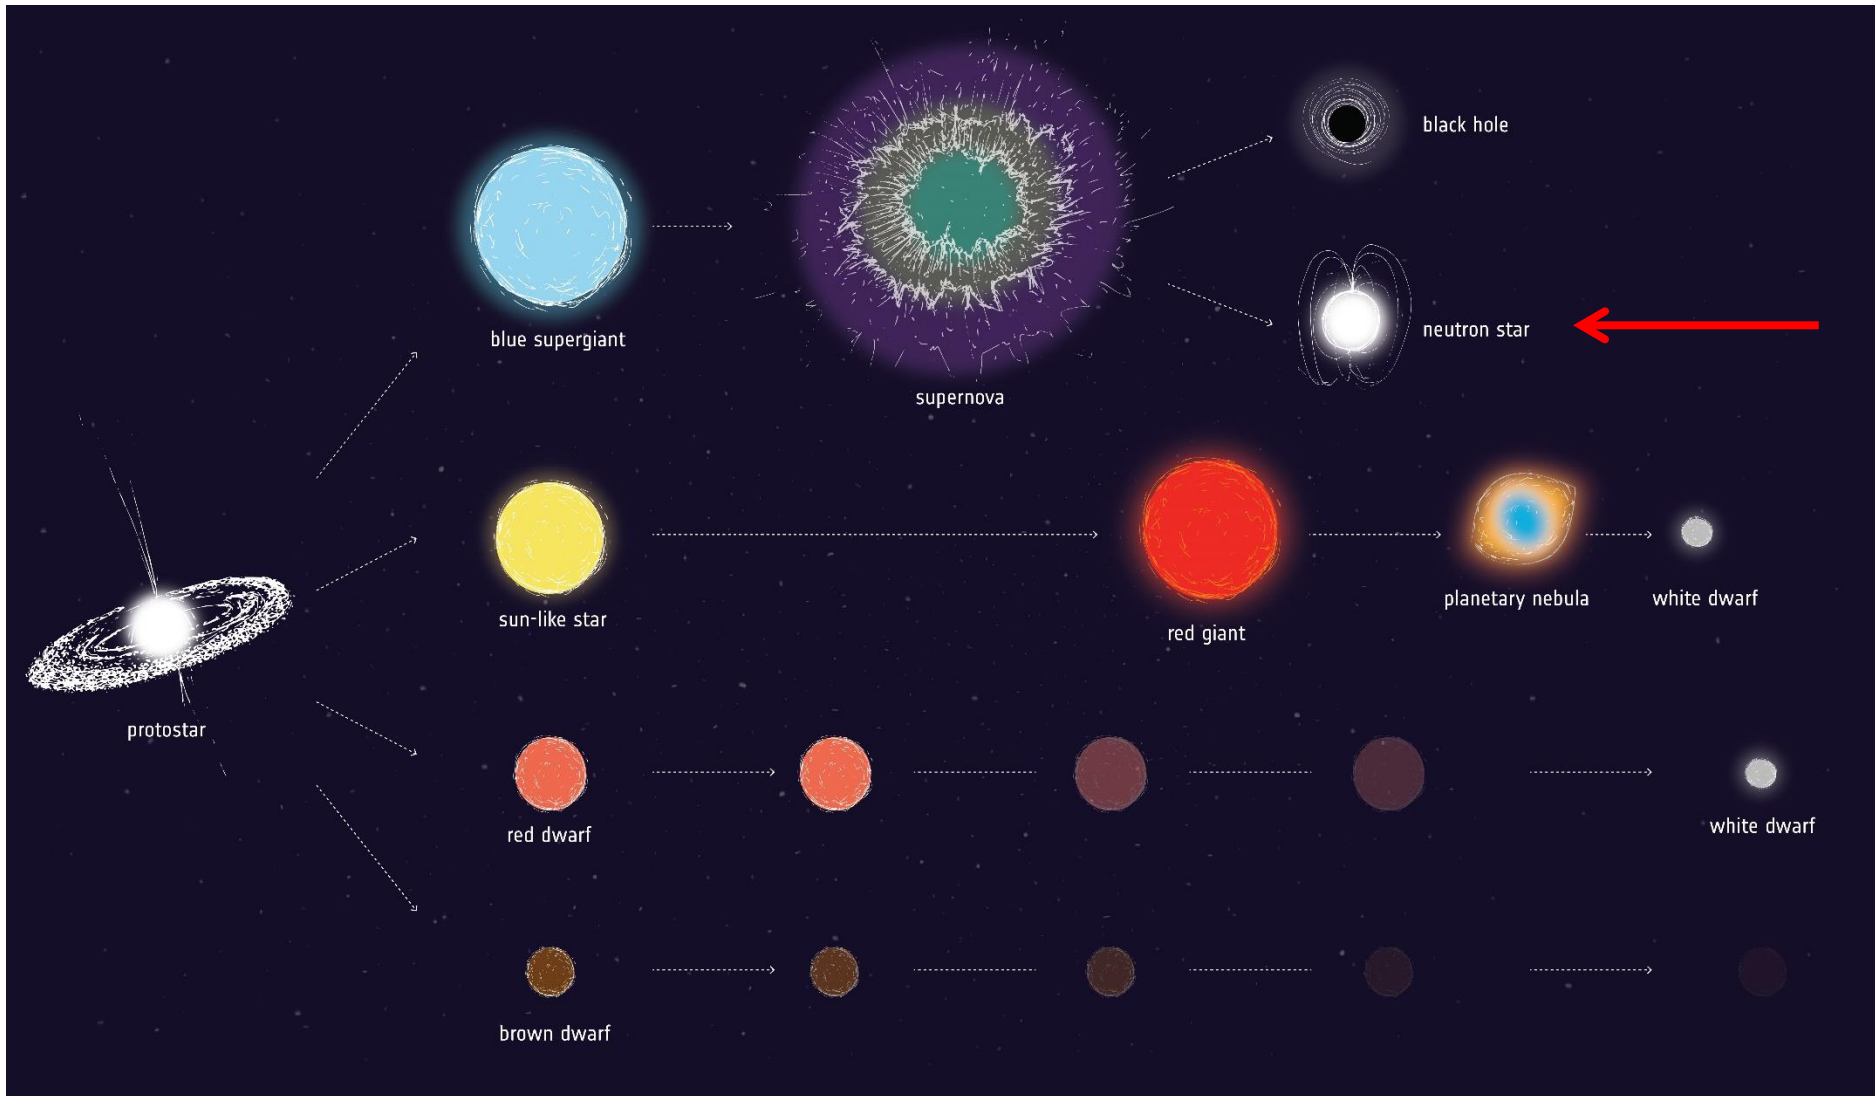 black hole
blue supergiant
neutron star
supernova
sun-like star
red giant
planetary nebula
white dwarf
protostar
red dwarf
white dwarf
brown dwarf